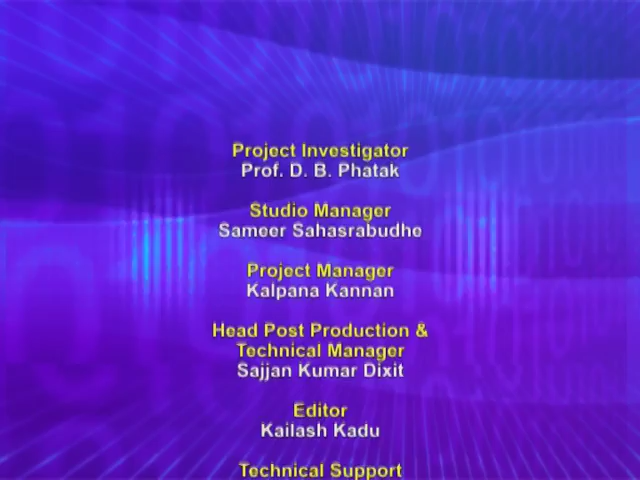 Project Investigator
Prof. D. B. Phatak
Studio Manager
Sameer Sahasrabudhe
Project Manager
Kalpana Kannan
Head Post Production &
Technical Manager
Sajjan Kumar Dixit
Editor
Kailash Kadu
Technical Support